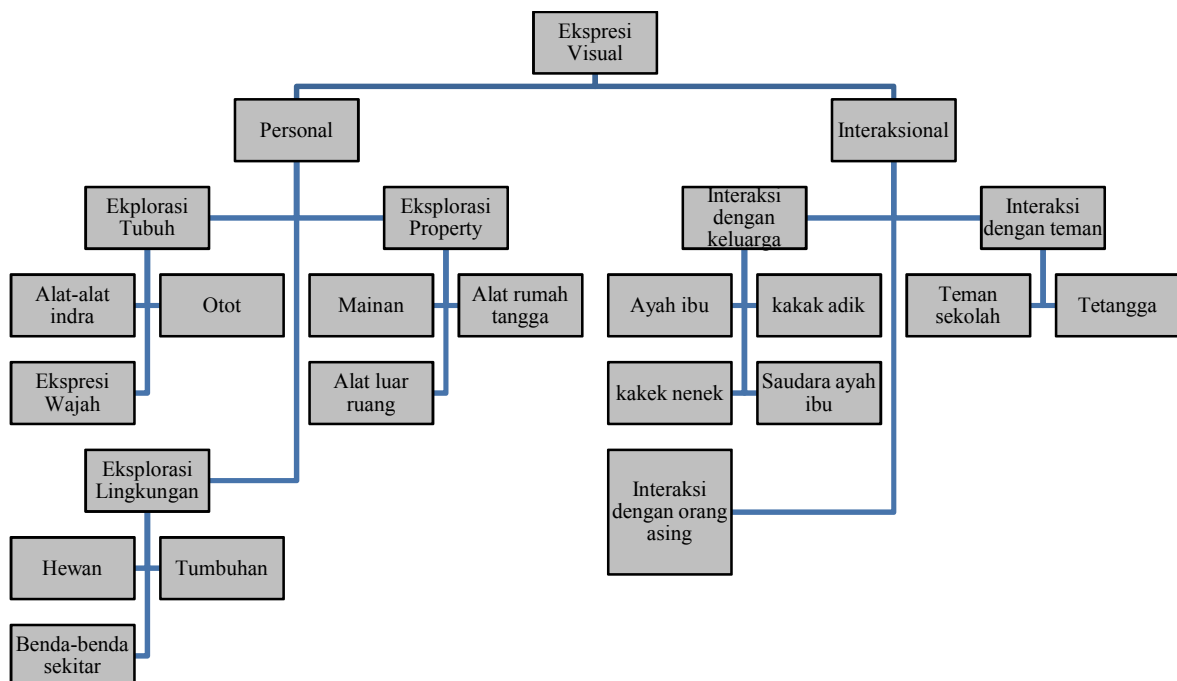 Ekspresi
Visual
Personal
Interaksional
Ekplorasi
Tubuh
Eksplorasi
Property
Interaksi
dengan
keluarga
Interaksi
dengan teman
Alat-alat
indra
Otot
Mainan
Alat rumah
tangga
Ayah ibu
kakak adik
Teman
sekolah
Tetangga
Ekspresi
Wajah
Alat luar
ruang
kakek nenek
Saudara ayah
ibu
Eksplorasi
Lingkungan
Interaksi
dengan orang
asing
Hewan
Tumbuhan
Benda-benda
sekitar